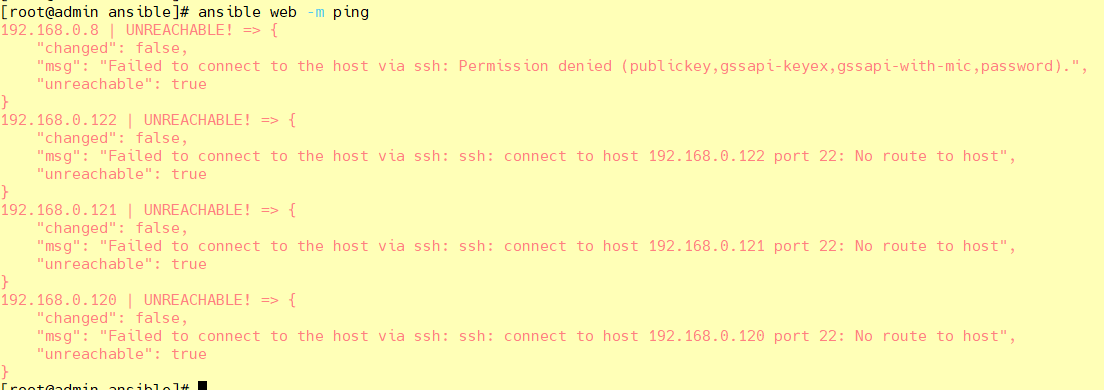 [root@admin ansible]# ansible web -m ping
192.168.0.8 | UNREACHABLE! => {
    "changed": false,
    "msg": "Failed to connect to the host via ssh: Permission denied (publickey,gssapi-keyex,gssapi-with-mic,password).",
    "unreachable": true
}
192.168.0.122 | UNREACHABLE! => {
    "changed": false,
    "msg": "Failed to connect to the host via ssh: ssh: connect to host 192.168.0.122 port 22: No route to host",
    "unreachable": true
}
192.168.0.121 | UNREACHABLE! => {
    "changed": false,
    "msg": "Failed to connect to the host via ssh: ssh: connect to host 192.168.0.121 port 22: No route to host",
    "unreachable": true
}
192.168.0.120 | UNREACHABLE! => {
    "changed": false,
    "msg": "Failed to connect to the host via ssh: ssh: connect to host 192.168.0.120 port 22: No route to host",
    "unreachable": true
}
[root@admin ansible]#